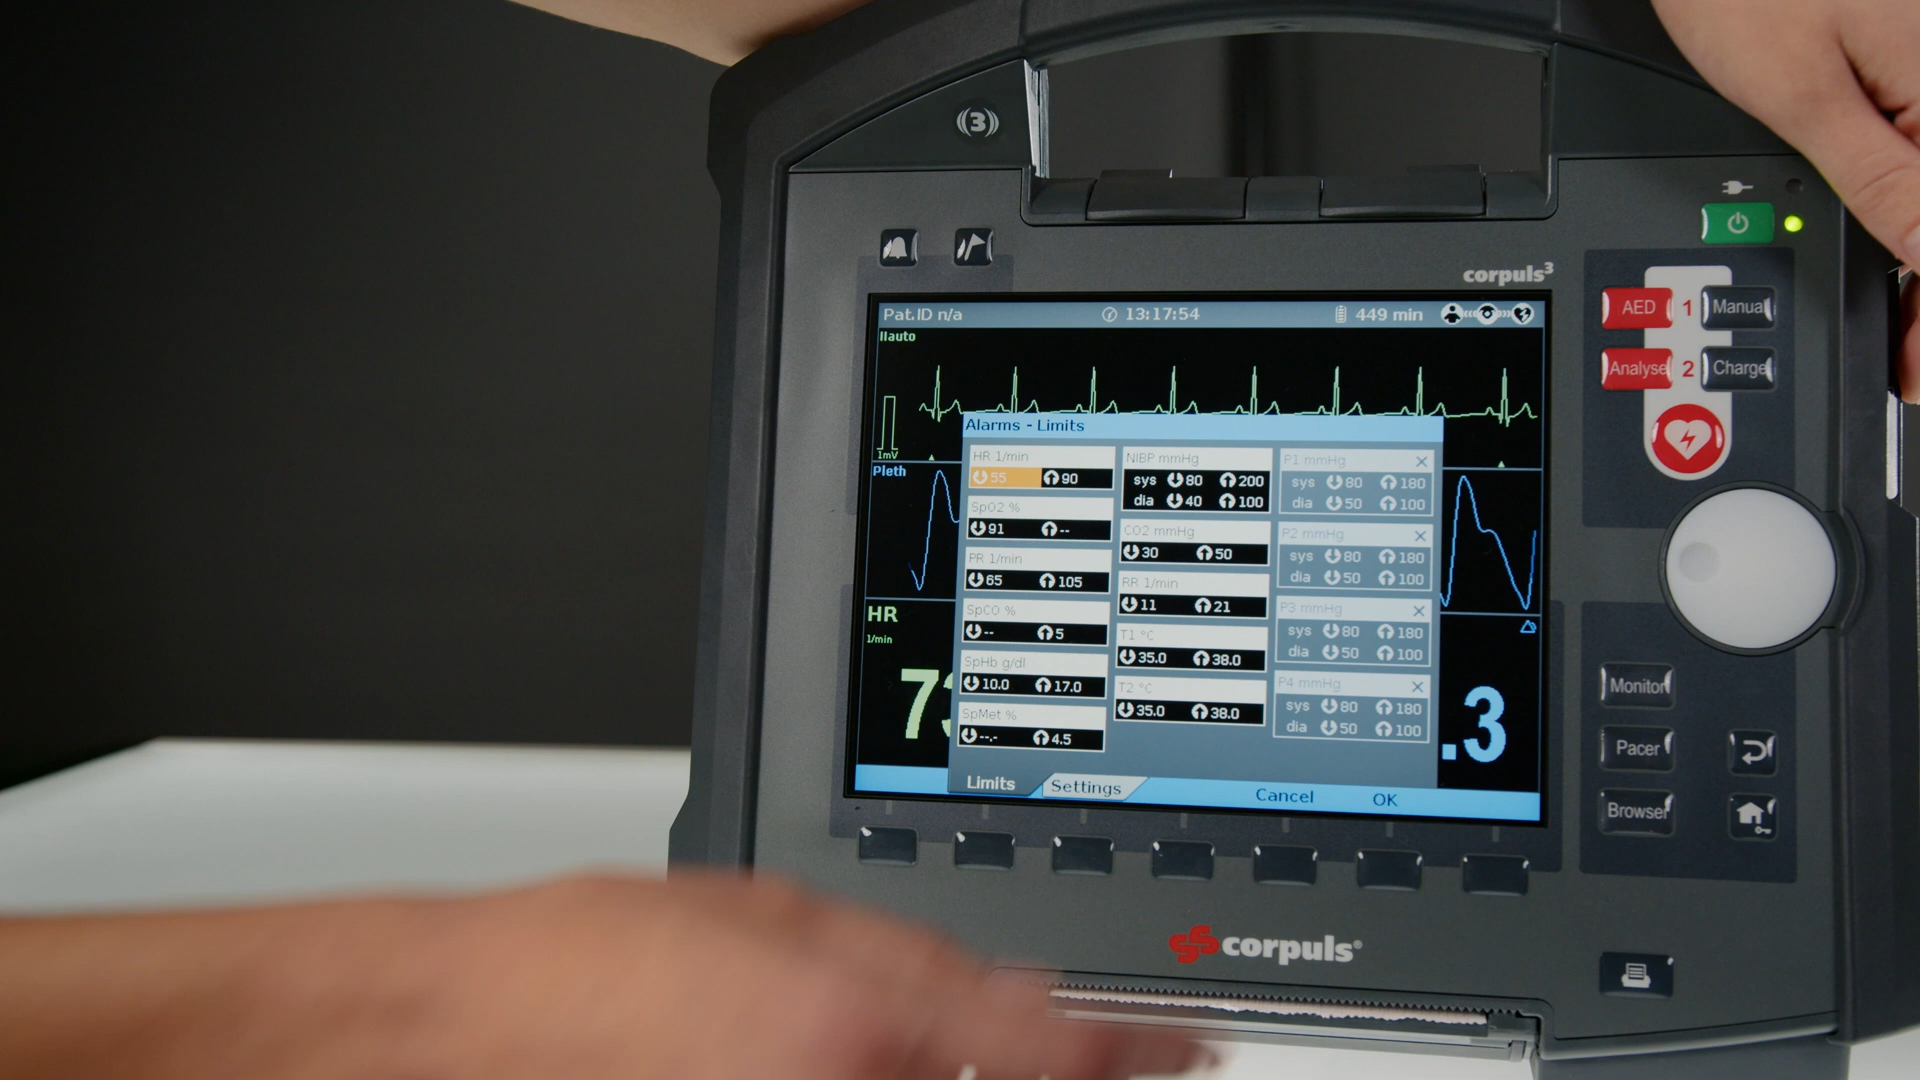 (3)
corpuls³
AED 1 Manual
Analyse 2 Charge
Pat.ID n/a 13:17:54 449 min
IIauto
1mV
Pleth
HR
1/min
.3
Alarms - Limits
HR 1/min
55 90
SpO2 %
91 --
PR 1/min
65 105
SpCO %
-- 5
SpHb g/dl
10.0 17.0
SpMet %
--.- 4.5
NIBP mmHg
sys 80 200
dia 40 100
CO2 mmHg
30 50
RR 1/min
11 21
T1 °C
35.0 38.0
T2 °C
35.0 38.0
P1 mmHg
sys 80 180
dia 50 100
P2 mmHg
sys 80 180
dia 50 100
P3 mmHg
sys 80 180
dia 50 100
P4 mmHg
sys 80 180
dia 50 100
Limits Settings Cancel OK
Monitor
Pacer
Browser
corpuls®